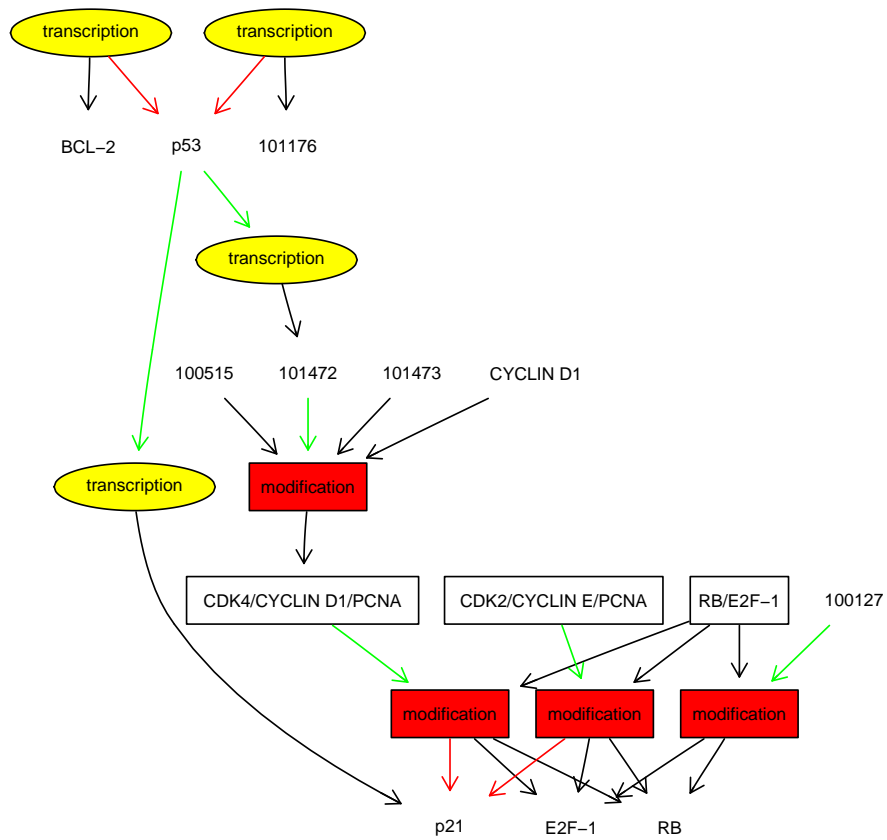 transcription
transcription
BCL−2
p53
101176
transcription
100515
101472
101473
CYCLIN D1
transcription
modification
CDK4/CYCLIN D1/PCNA
CDK2/CYCLIN E/PCNA
RB/E2F−1
100127
modification
modification
modification
p21
E2F−1
RB